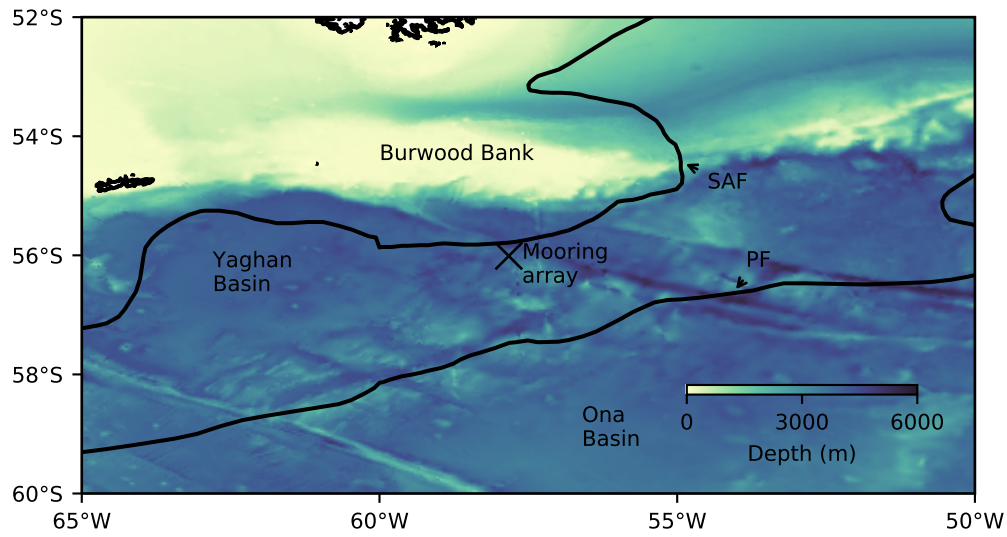 52°S
54°S
56°S
58°S
60°S
65°W
60°W
55°W
50°W
Burwood Bank
SAF
Yaghan
Basin
Mooring
array
PF
Ona
Basin
0
3000
6000
Depth (m)